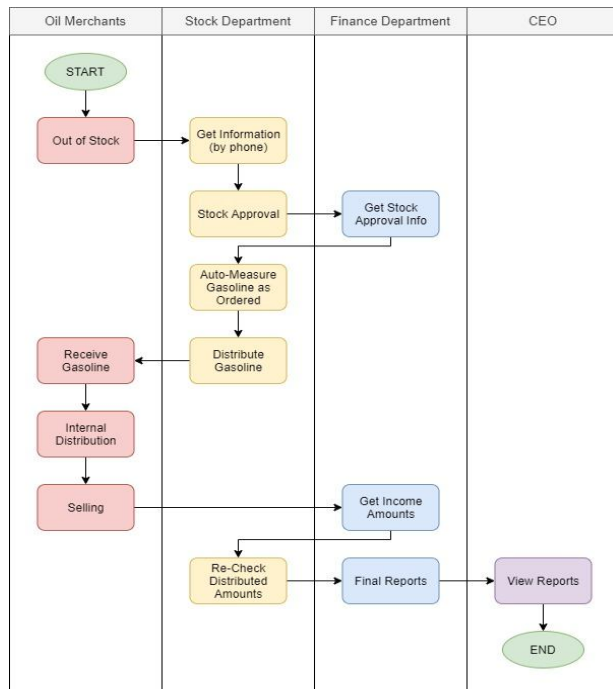 Oil Merchants
Stock Department
Finance Department
CEO
START
Out of Stock
Get Information
(by phone)
Stock Approval
Get Stock
Approval Info
Auto-Measure
Gasoline as
Ordered
Receive
Gasoline
Distribute
Gasoline
Internal
Distribution
Selling
Get Income
Amounts
Re-Check
Distributed
Amounts
Final Reports
View Reports
END